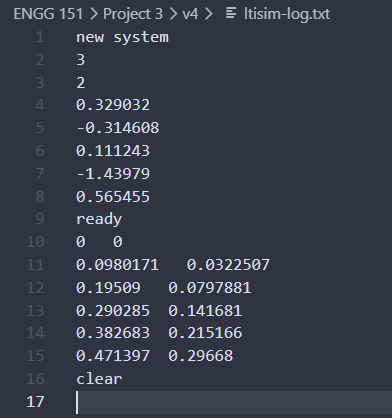 ENGG 151 > Project 3 > v4 > ltisim-log.txt
1 new system
2 3
3 2
4 0.329032
5 -0.314608
6 0.111243
7 -1.43979
8 0.565455
9 ready
10 0 0
11 0.0980171 0.0322507
12 0.19509 0.0797881
13 0.290285 0.141681
14 0.382683 0.215166
15 0.471397 0.29668
16 clear
17